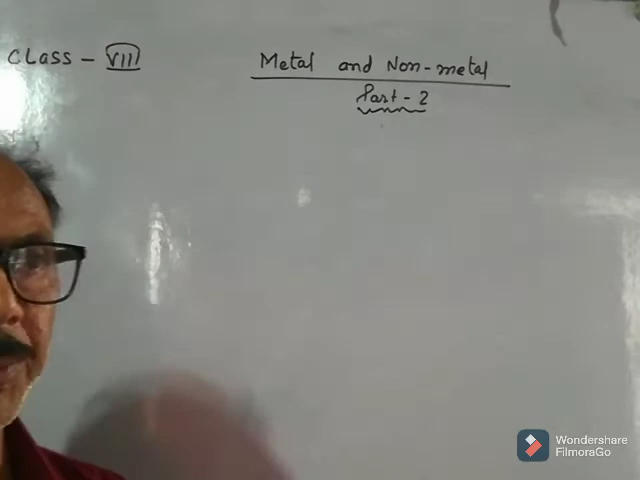 CLASS - VIII
Metal and Non-metal
Part - 2
Wondershare
FilmoraGo